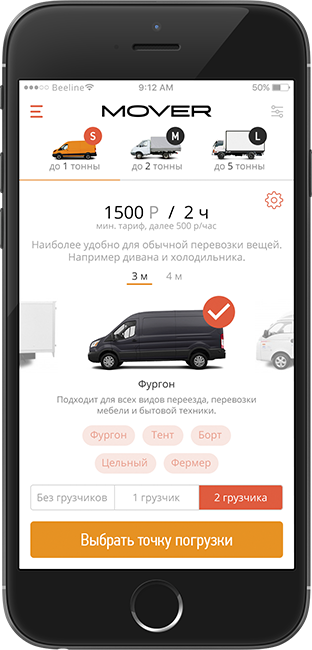 Beeline 9:12 AM 50%
MOVER
S M L
до 1 тонны до 2 тонны до 5 тонны
1500 Р / 2 ч
мин. тариф, далее 500 р/час
Наиболее удобно для обычной перевозки вещей.
Например дивана и холодильника.
3 м 4 м
Фургон
Подходит для всех видов переезда, перевозки
мебели и бытовой техники.
Фургон Тент Борт
Цельный Фермер
Без грузчиков 1 грузчик 2 грузчика
Выбрать точку погрузки